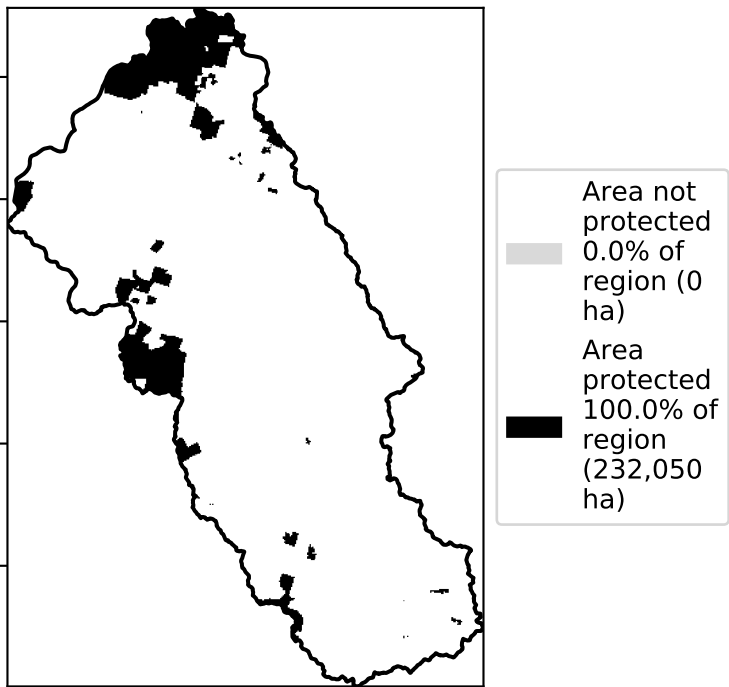 Area not
protected
0.0% of
region (0
ha)
Area
protected
100.0% of
region
(232,050
ha)